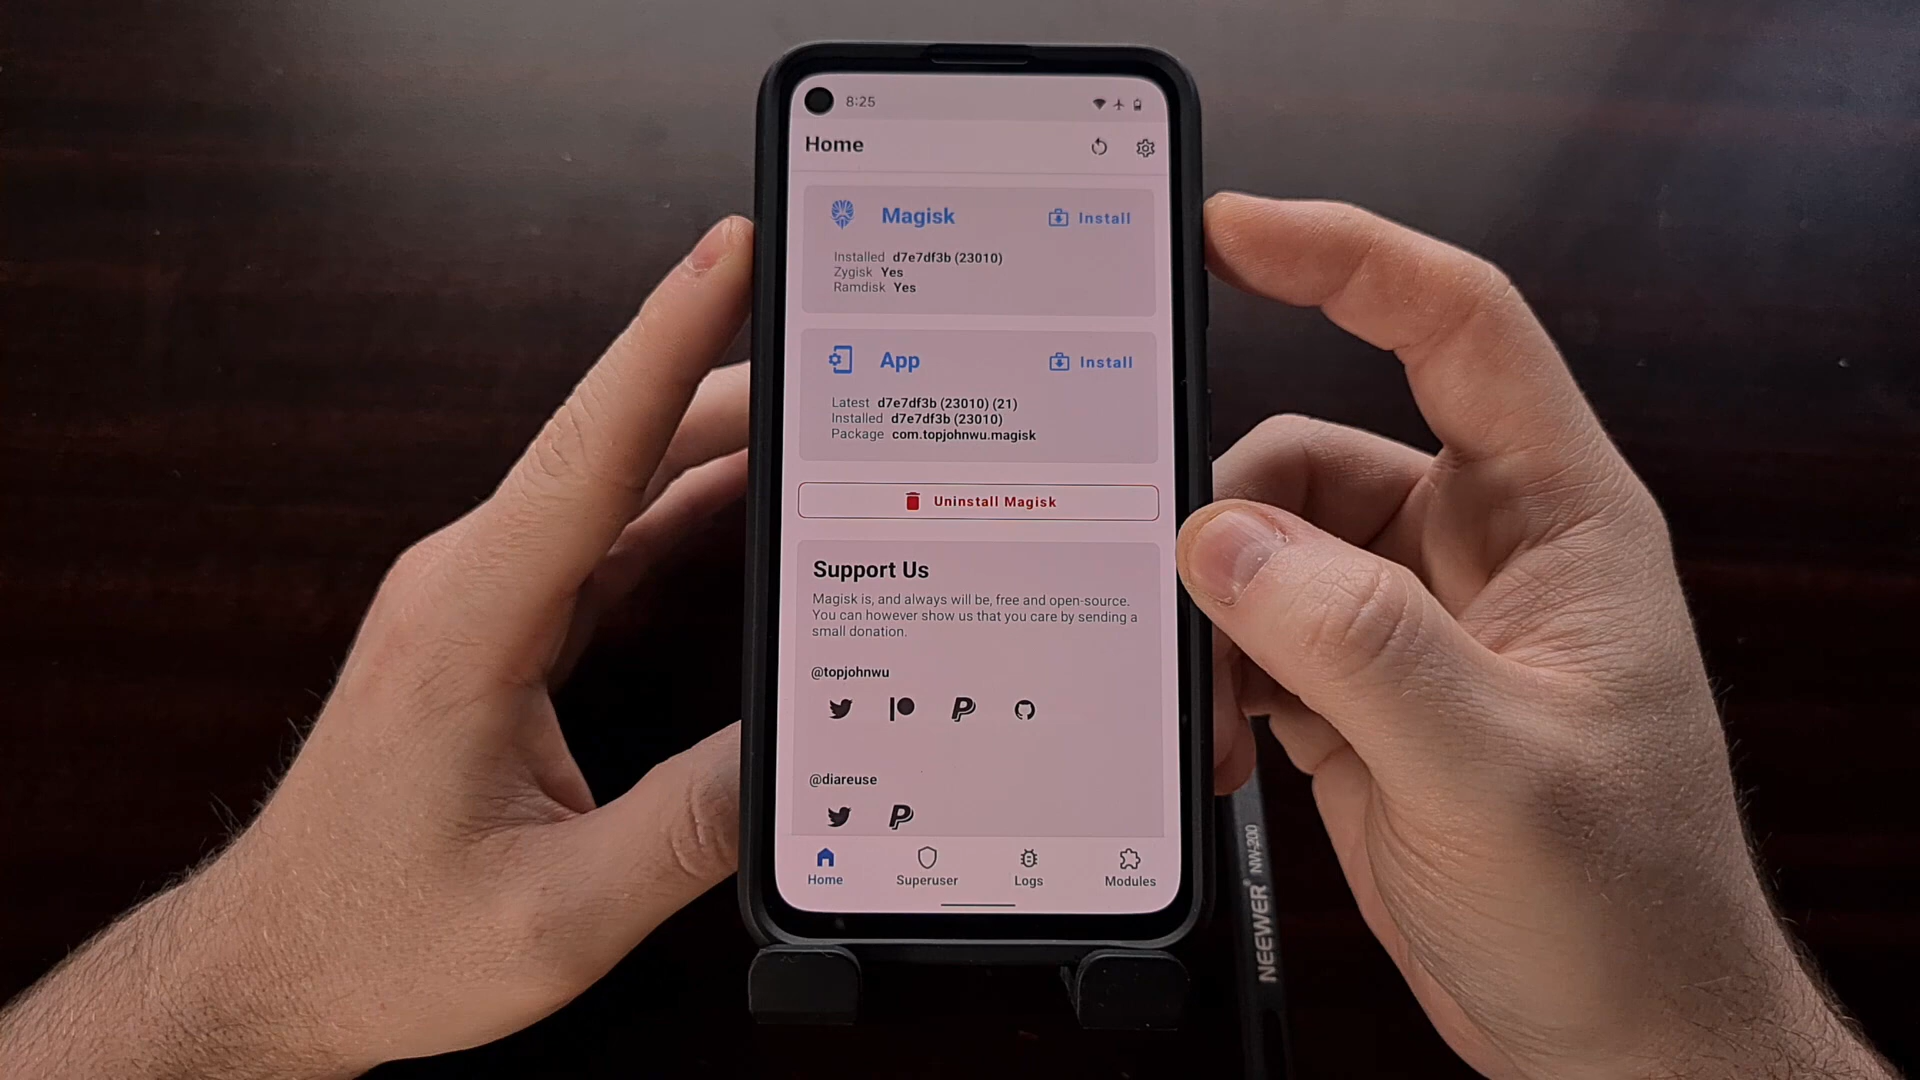 8:25
Home
Magisk
Install
Installed d7e7df3b (23010)
Zygisk Yes
Ramdisk Yes
App
Install
Latest d7e7df3b (23010) (21)
Installed d7e7df3b (23010)
Package com.topjohnwu.magisk
Uninstall Magisk
Support Us
Magisk is, and always will be, free and open-source.
You can however show us that you care by sending a
small donation.
@topjohnwu
@diareuse
Home
Superuser
Logs
Modules
NEEWER® NW-200